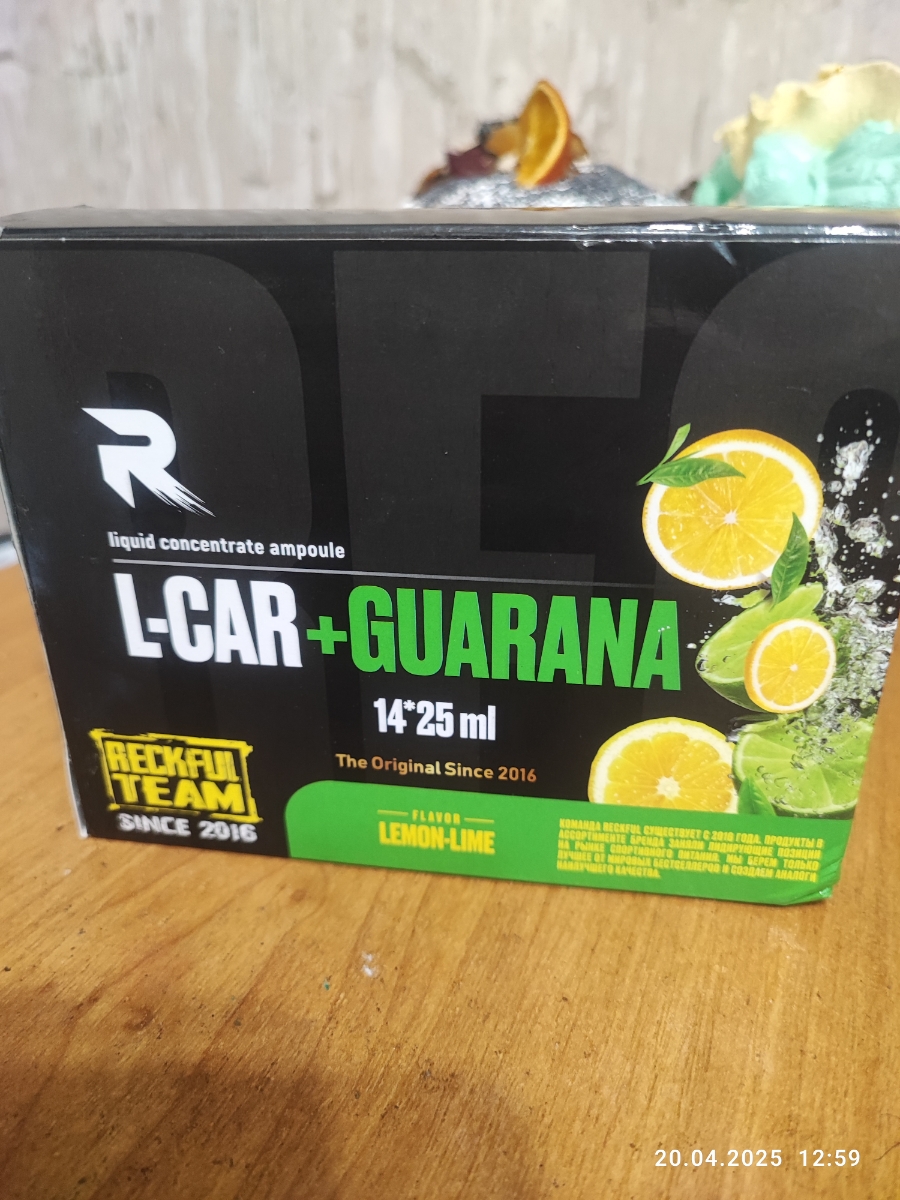 R
liquid concentrate ampoule
L-CAR+GUARANA
14*25 ml
The Original Since 2016
RECKFUL
TEAM
SINCE 2016
FLAVOR
LEMON-LIME
КОМАНДА RECKFUL СУЩЕСТВУЕТ С 2016 ГОДА. ПРОДУКТЫ В
АССОРТИМЕНТЕ БРЕНДА ЗАНЯЛИ ЛИДИРУЮЩИЕ ПОЗИЦИИ
НА РЫНКЕ СПОРТИВНОГО ПИТАНИЯ. МЫ БЕРЕМ ТОЛЬКО
ЛУЧШЕЕ ОТ МИРОВЫХ БЕСТСЕЛЛЕРОВ И СОЗДАЕМ АНАЛОГИ
НАИЛУЧШЕГО КАЧЕСТВА.
20.04.2025 12:59